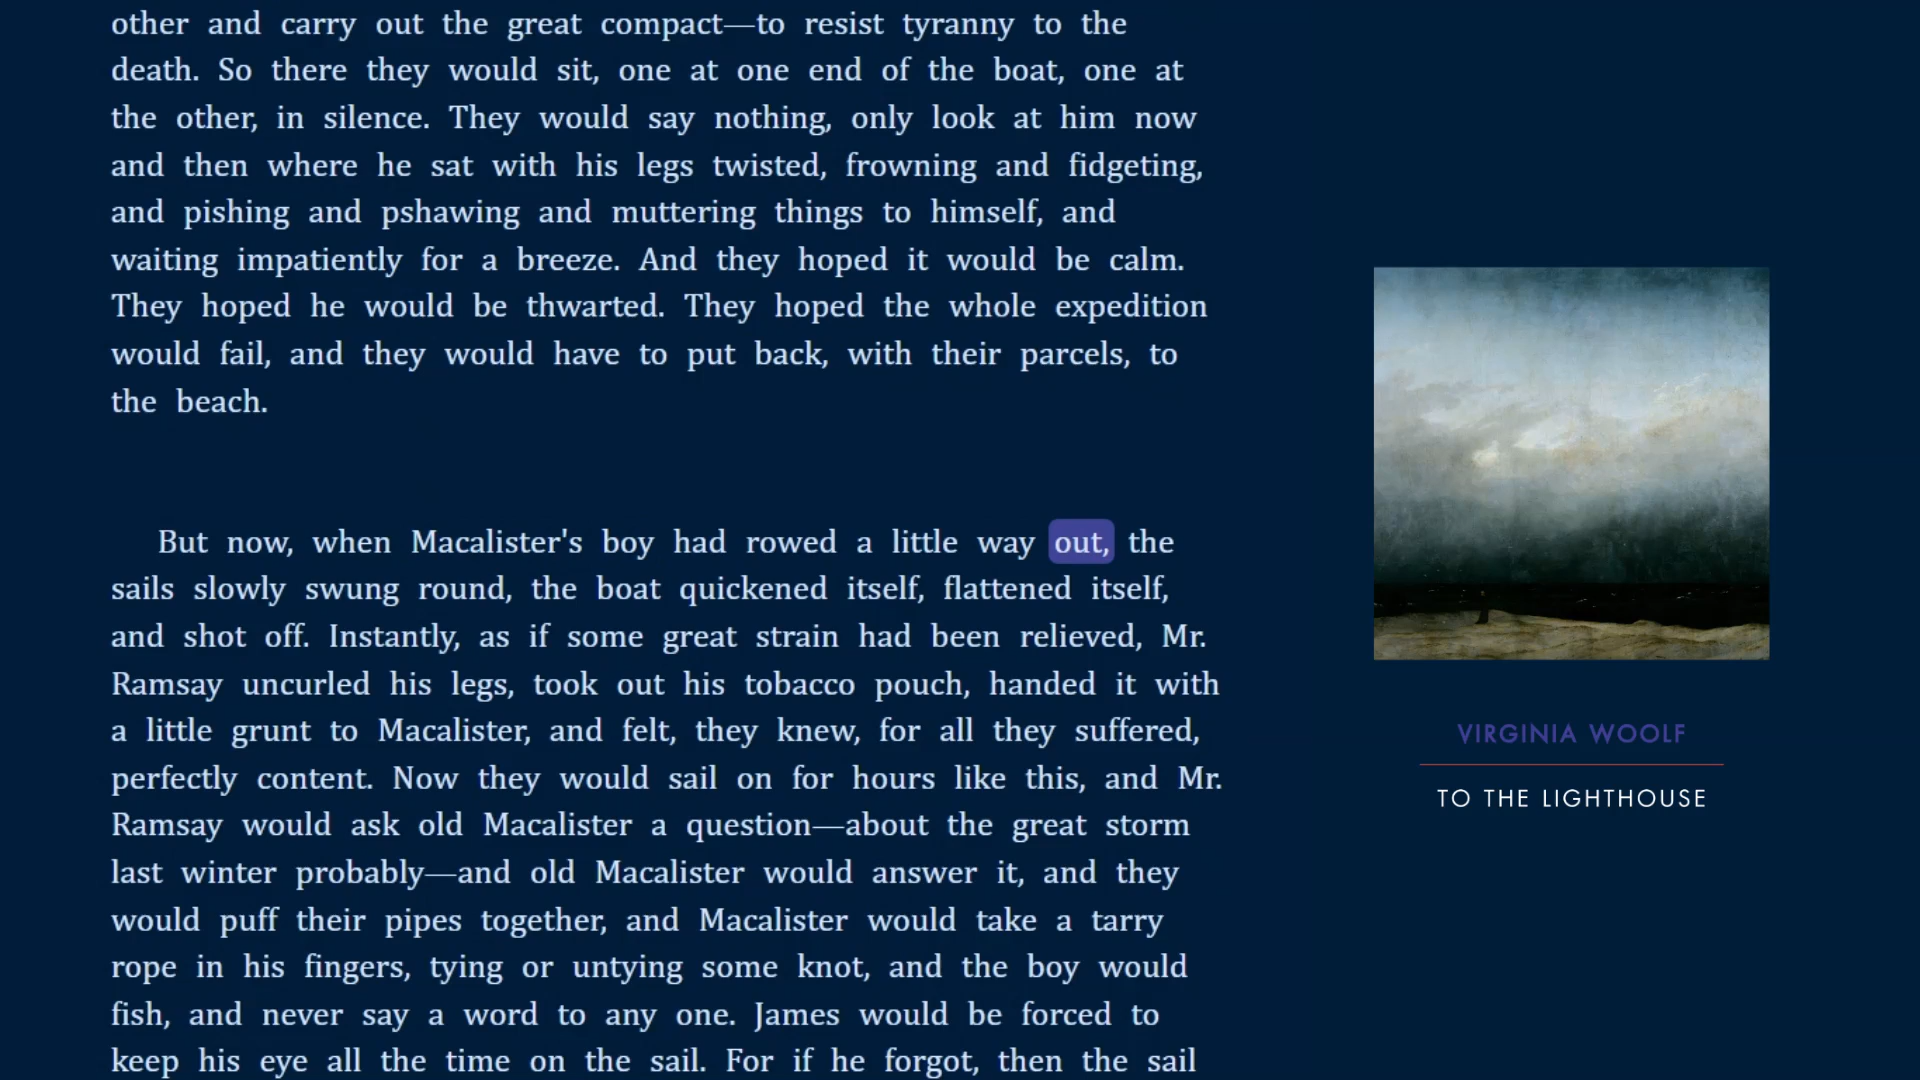 other and carry out the great compact—to resist tyranny to the
death. So there they would sit, one at one end of the boat, one at
the other, in silence. They would say nothing, only look at him now
and then where he sat with his legs twisted, frowning and fidgeting,
and pishing and pshawing and muttering things to himself, and
waiting impatiently for a breeze. And they hoped it would be calm.
They hoped he would be thwarted. They hoped the whole expedition
would fail, and they would have to put back, with their parcels, to
the beach.
But now, when Macalister's boy had rowed a little way out, the
sails slowly swung round, the boat quickened itself, flattened itself,
and shot off. Instantly, as if some great strain had been relieved, Mr.
Ramsay uncurled his legs, took out his tobacco pouch, handed it with
a little grunt to Macalister, and felt, they knew, for all they suffered,
perfectly content. Now they would sail on for hours like this, and Mr.
Ramsay would ask old Macalister a question—about the great storm
last winter probably—and old Macalister would answer it, and they
would puff their pipes together, and Macalister would take a tarry
rope in his fingers, tying or untying some knot, and the boy would
fish, and never say a word to any one. James would be forced to
keep his eye all the time on the sail. For if he forgot, then the sail
VIRGINIA WOOLF
TO THE LIGHTHOUSE